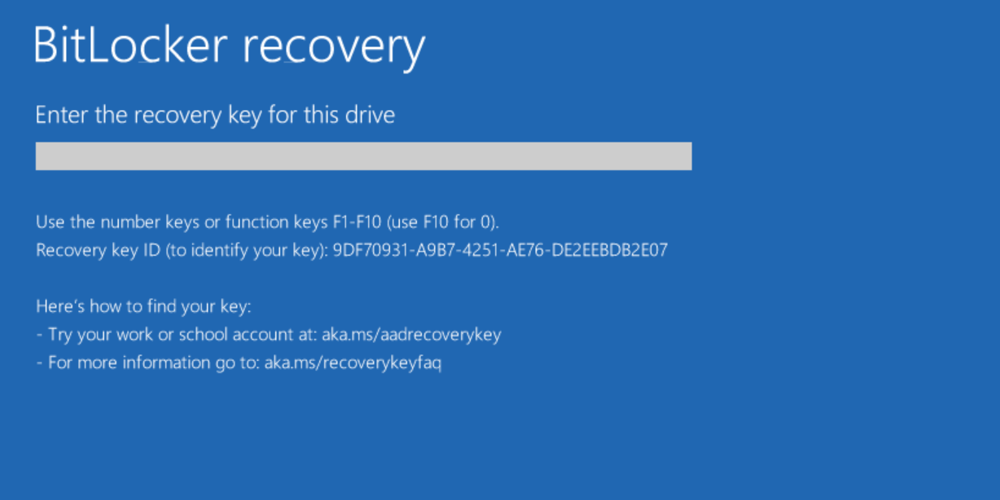 BitLocker recovery
Enter the recovery key for this drive
Use the number keys or function keys F1-F10 (use F10 for 0).
Recovery key ID (to identify your key): 9DF70931-A9B7-4251-AE76-DE2EEBDB2E07
Here's how to find your key:
- Try your work or school account at: aka.ms/aadrecoverykey
- For more information go to: aka.ms/recoverykeyfaq